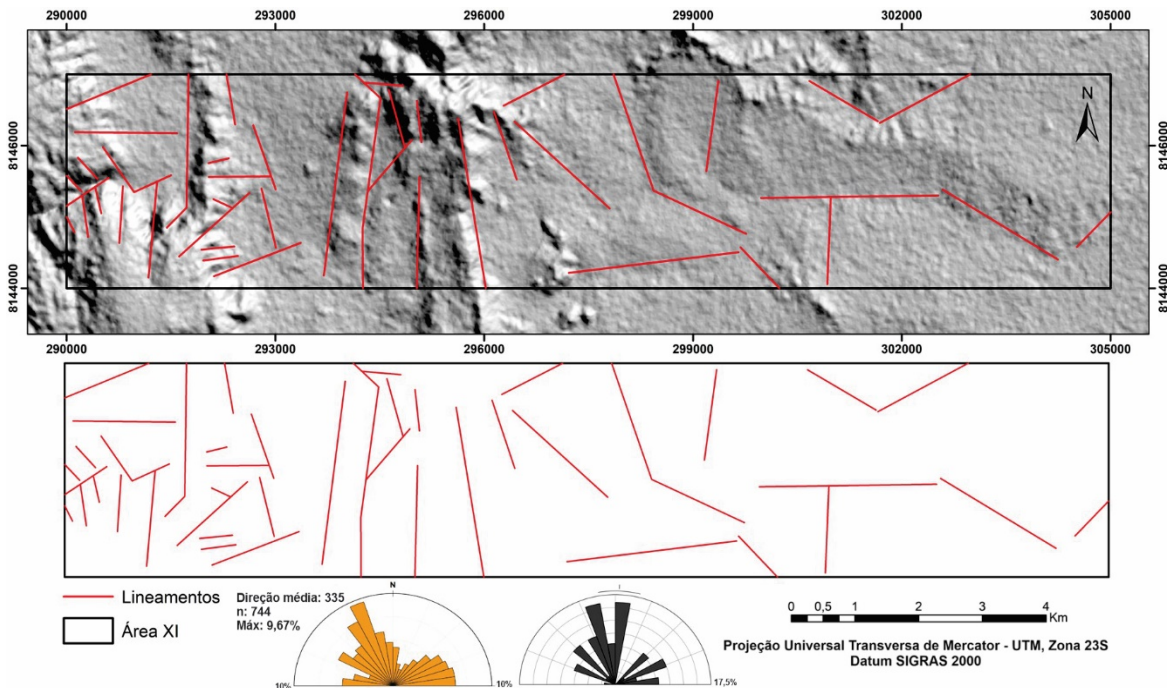 290000 293000 296000 299000 302000 305000
N
8146000 8146000
8144000 8144000
290000 293000 296000 299000 302000 305000
Lineamentos
Área XI
Direção média: 335
n: 744
Máx: 9,67%
N
10% 10%
17,5%
0 0,5 1 2 3 4
Km
Projeção Universal Transversa de Mercator - UTM, Zona 23S
Datum SIGRAS 2000